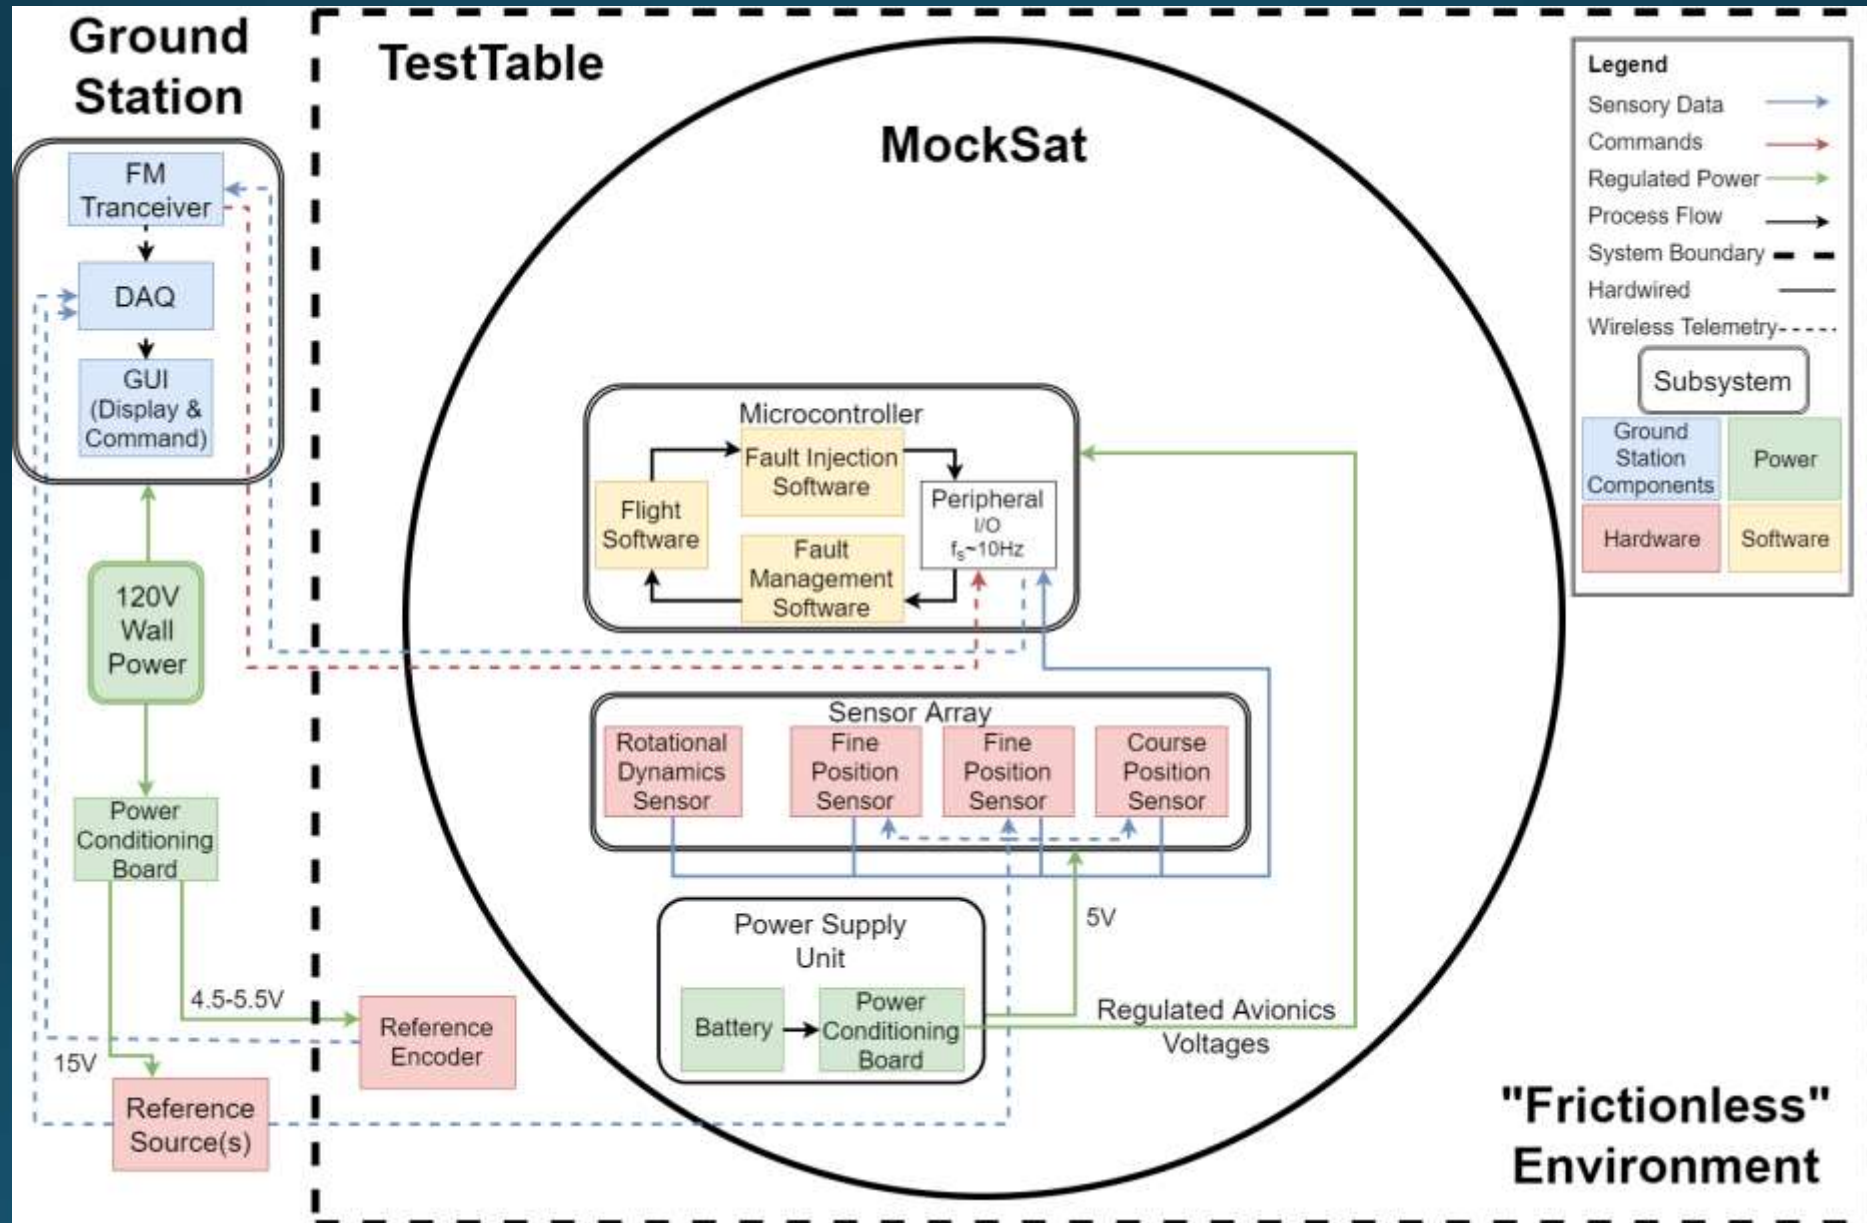 Ground
Station
TestTable
MockSat
FM
Tranceiver
DAQ
GUI
(Display &
Command)
120V
Wall
Power
Power
Conditioning
Board
4.5-5.5V
15V
Reference
Encoder
Reference
Source(s)
Microcontroller
Fault Injection
Software
Flight
Software
Peripheral
I/O
fs~10Hz
Fault
Management
Software
Sensor Array
Rotational
Dynamics
Sensor
Fine
Position
Sensor
Fine
Position
Sensor
Course
Position
Sensor
Power Supply
Unit
Battery
Power
Conditioning
Board
5V
Regulated Avionics
Voltages
"Frictionless"
Environment
Legend
Sensory Data
Commands
Regulated Power
Process Flow
System Boundary
Hardwired
Wireless Telemetry
Subsystem
Ground
Station
Components
Power
Hardware
Software